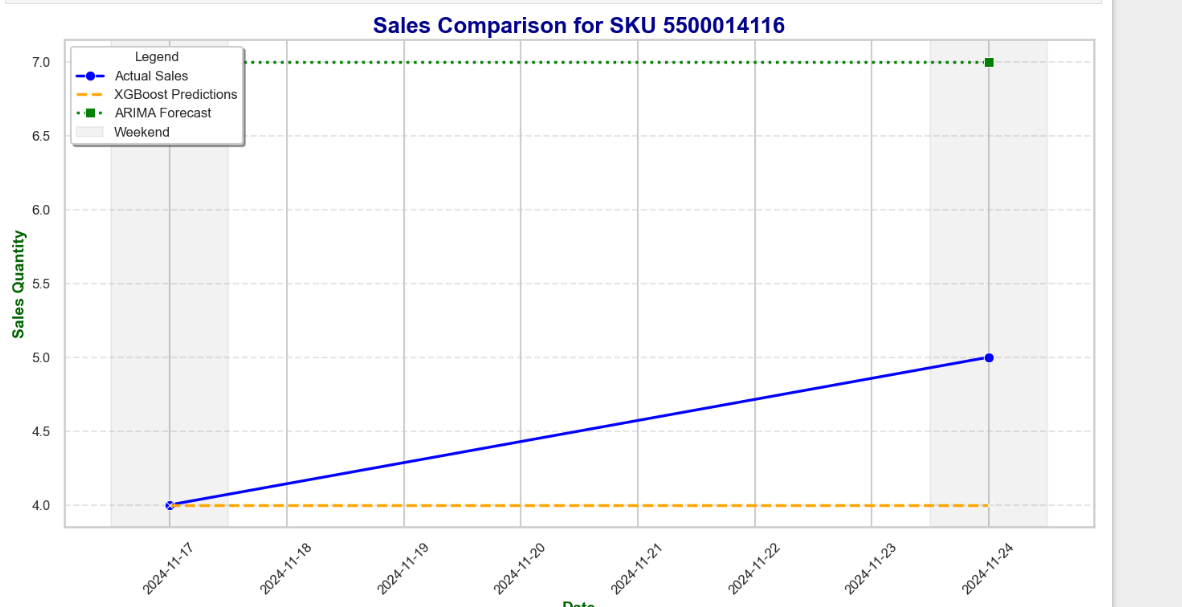 Sales Comparison for SKU 5500014116
Legend
Actual Sales
XGBoost Predictions
ARIMA Forecast
Weekend
Sales Quantity
7.0
6.5
6.0
5.5
5.0
4.5
4.0
2024-11-17
2024-11-18
2024-11-19
2024-11-20
2024-11-21
2024-11-22
2024-11-23
2024-11-24
Date